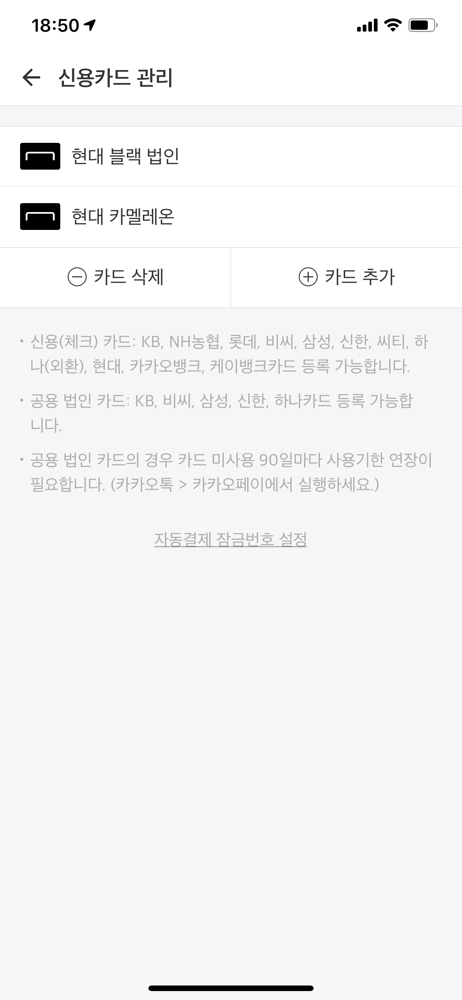 18:50
신용카드 관리
현대 블랙 법인
현대 카멜레온
카드 삭제
카드 추가
• 신용(체크) 카드: KB, NH농협, 롯데, 비씨, 삼성, 신한, 씨티, 하
나(외환), 현대, 카카오뱅크, 케이뱅크카드 등록 가능합니다.
• 공용 법인 카드: KB, 비씨, 삼성, 신한, 하나카드 등록 가능합
니다.
• 공용 법인 카드의 경우 카드 미사용 90일마다 사용기한 연장이
필요합니다. (카카오톡 > 카카오페이에서 실행하세요.)
자동결제 잠금번호 설정